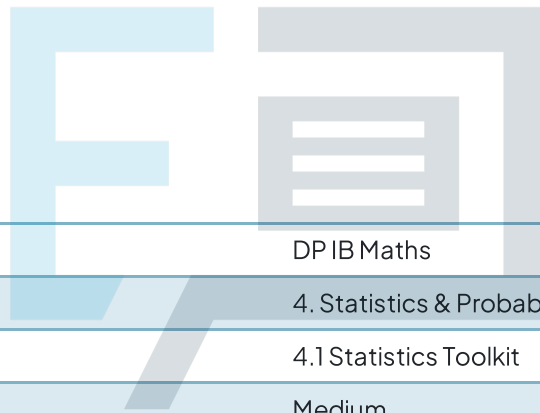 DP IB Maths
4. Statistics & Probab
4.1 Statistics Toolkit
Medium